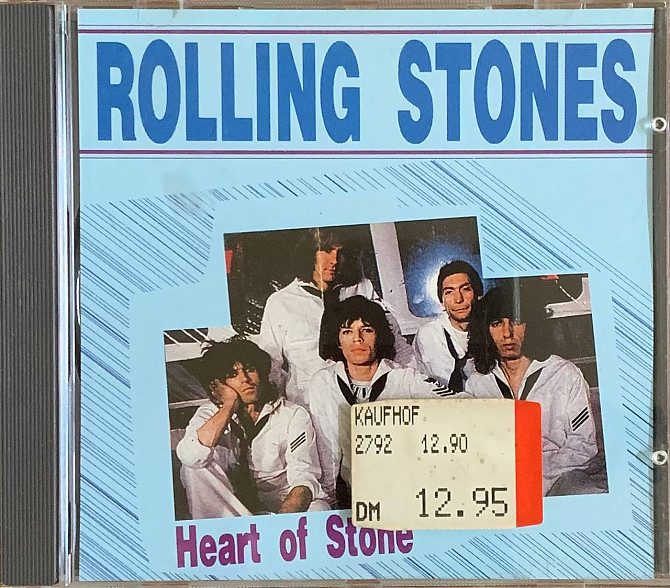 ROLLING STONES
KAUFHOF
2792 12.90
DM 12.95
Heart of Stone